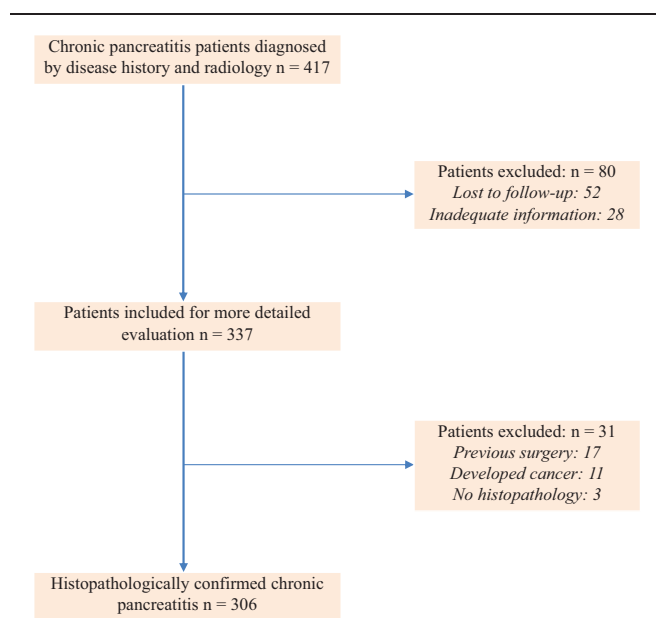 Chronic pancreatitis patients diagnosed
by disease history and radiology n = 417
Patients excluded: n = 80
Lost to follow-up: 52
Inadequate information: 28
Patients included for more detailed
evaluation n = 337
Patients excluded: n = 31
Previous surgery: 17
Developed cancer: 11
No histopathology: 3
Histopathologically confirmed chronic
pancreatitis n = 306